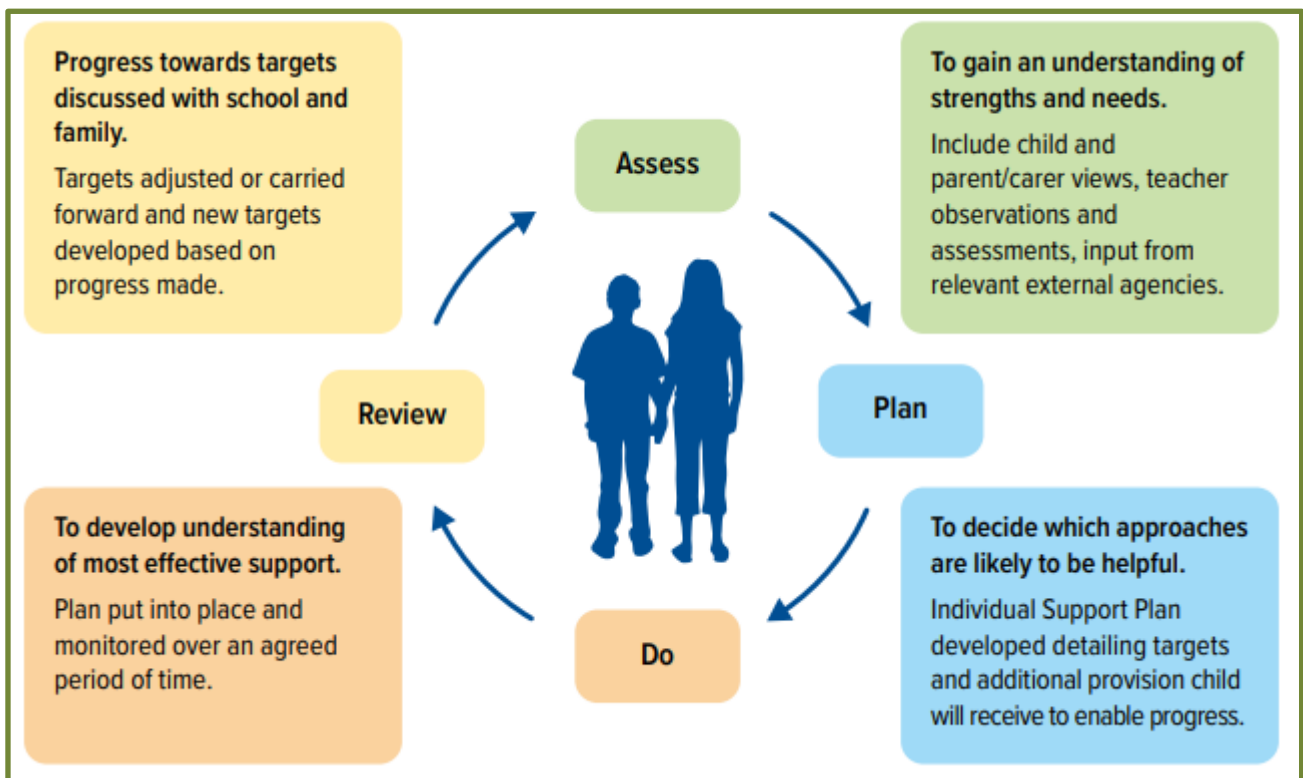 Progress towards targets
discussed with school and
family.
Targets adjusted or carried
forward and new targets
developed based on
progress made.
Assess
To gain an understanding of
strengths and needs.
Include child and
parent/carer views, teacher
observations and
assessments, input from
relevant external agencies.
Review
Plan
To develop understanding
of most effective support.
Plan put into place and
monitored over an agreed
period of time.
Do
To decide which approaches
are likely to be helpful.
Individual Support Plan
developed detailing targets
and additional provision child
will receive to enable progress.